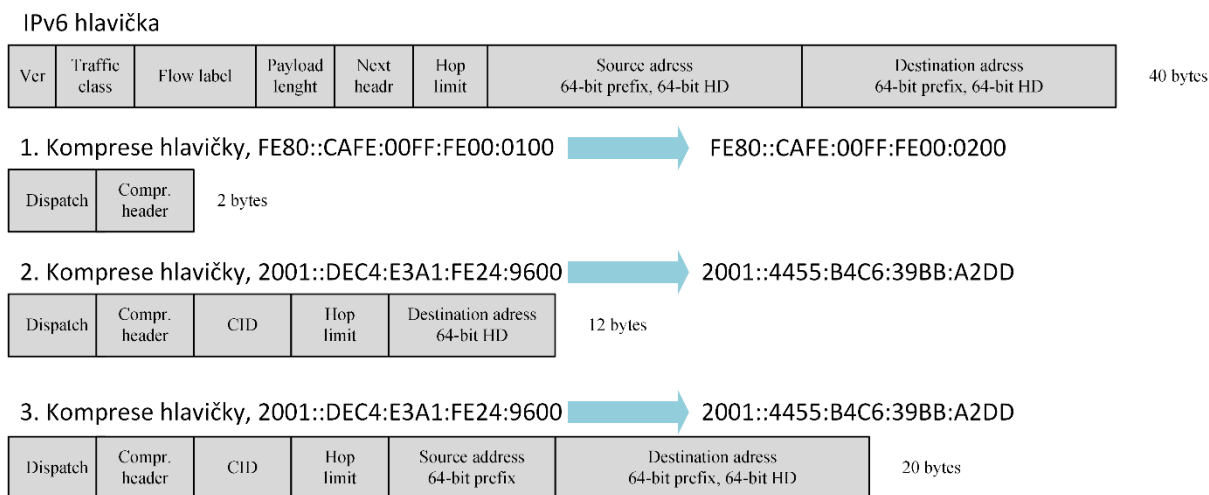 IPv6 hlavička
Ver
Traffic
class
Flow label
Payload
lenght
Next
headr
Hop
limit
Source adress
64-bit prefix, 64-bit HD
Destination adress
64-bit prefix, 64-bit HD
40 bytes
1. Komprese hlavičky, FE80::CAFE:00FF:FE00:0100
FE80::CAFE:00FF:FE00:0200
Dispatch
Compr.
header
2 bytes
2. Komprese hlavičky, 2001::DEC4:E3A1:FE24:9600
2001::4455:B4C6:39BB:A2DD
Dispatch
Compr.
header
CID
Hop
limit
Destination adress
64-bit HD
12 bytes
3. Komprese hlavičky, 2001::DEC4:E3A1:FE24:9600
2001::4455:B4C6:39BB:A2DD
Dispatch
Compr.
header
CID
Hop
limit
Source address
64-bit prefix
Destination adress
64-bit prefix, 64-bit HD
20 bytes